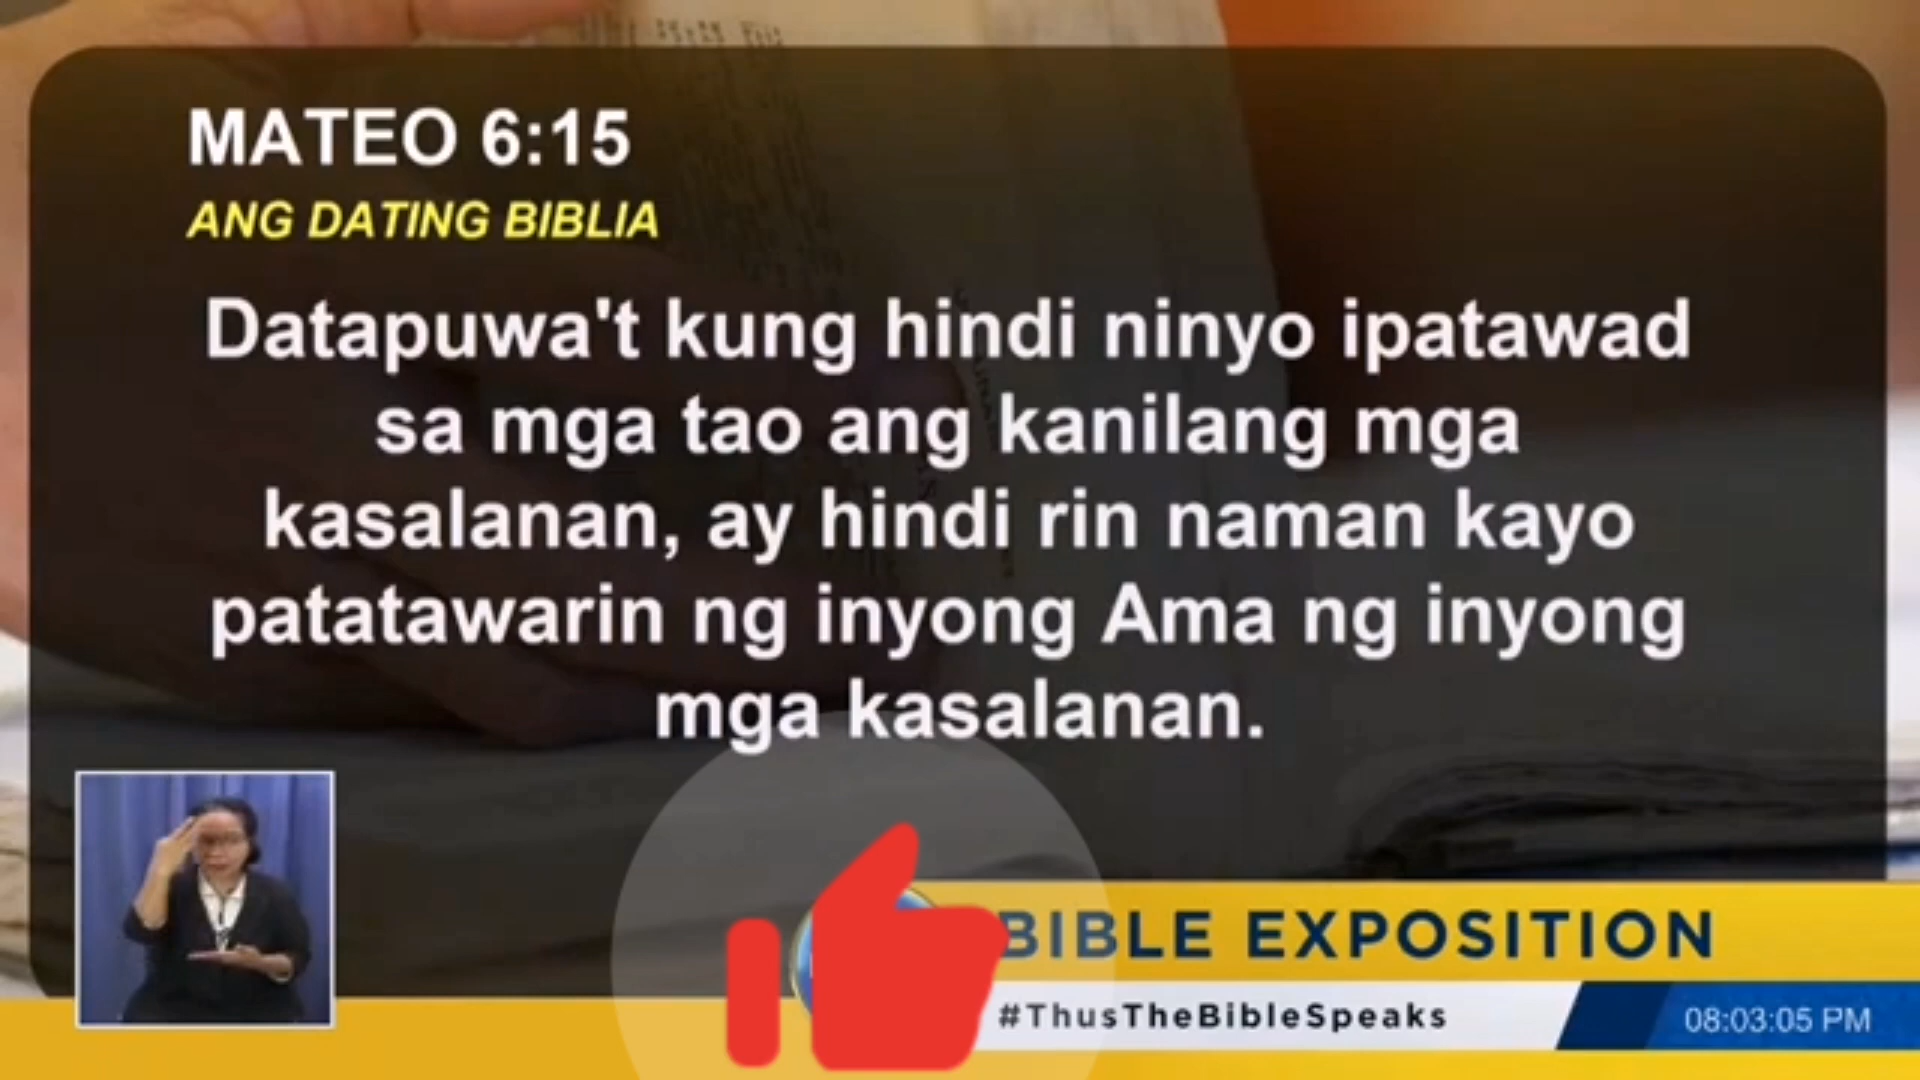 MATEO 6:15
ANG DATING BIBLIA
Datapuwa't kung hindi ninyo ipatawad
sa mga tao ang kanilang mga
kasalanan, ay hindi rin naman kayo
patatawarin ng inyong Ama ng inyong
mga kasalanan.
BIBLE EXPOSITION
#ThusTheBibleSpeaks
08:03:05 PM